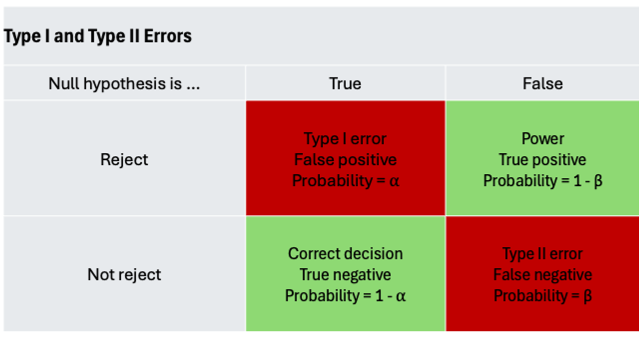 Type I and Type II Errors
Null hypothesis is ...
True
False
Reject
Type I error
False positive
Probability = α
Power
True positive
Probability = 1 - β
Not reject
Correct decision
True negative
Probability = 1 - α
Type II error
False negative
Probability = β